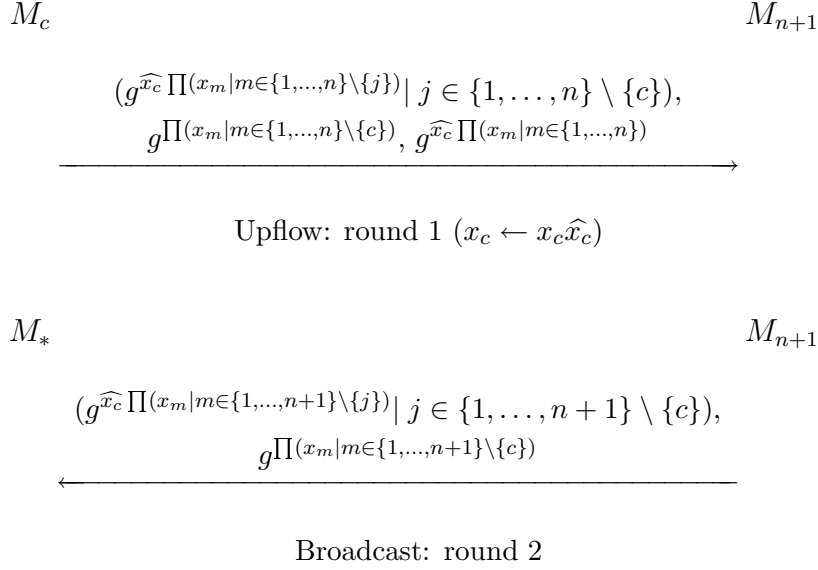 $M_c$ $M_{n+1}$
$(g^{\widehat{x_c} \prod (x_m | m \in \{1,\ldots,n\} \setminus \{j\})} |\ j \in \{1, \ldots, n\} \setminus \{c\}),$
$g^{\prod (x_m | m \in \{1,\ldots,n\} \setminus \{c\})}, g^{\widehat{x_c} \prod (x_m | m \in \{1,\ldots,n\})}$
Upflow: round 1 $(x_c \leftarrow x_c \widehat{x_c})$
$M_*$ $M_{n+1}$
$(g^{\widehat{x_c} \prod (x_m | m \in \{1,\ldots,n+1\} \setminus \{j\})} |\ j \in \{1, \ldots, n+1\} \setminus \{c\}),$
$g^{\prod (x_m | m \in \{1,\ldots,n+1\} \setminus \{c\})}$
Broadcast: round 2